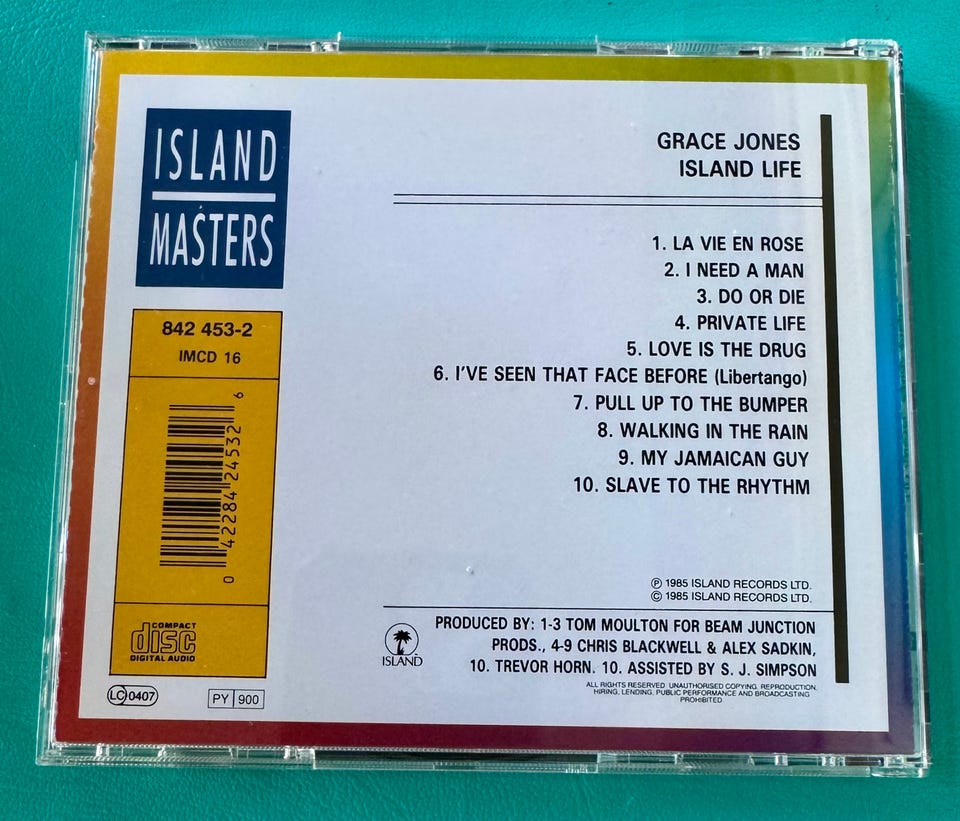 ISLAND
MASTERS
842 453-2
IMCD 16
0 42284 24532 6
COMPACT
disc
DIGITAL AUDIO
LC 0407
PY 900
GRACE JONES
ISLAND LIFE
1. LA VIE EN ROSE
2. I NEED A MAN
3. DO OR DIE
4. PRIVATE LIFE
5. LOVE IS THE DRUG
6. I'VE SEEN THAT FACE BEFORE (Libertango)
7. PULL UP TO THE BUMPER
8. WALKING IN THE RAIN
9. MY JAMAICAN GUY
10. SLAVE TO THE RHYTHM
℗ 1985 ISLAND RECORDS LTD.
© 1985 ISLAND RECORDS LTD.
ISLAND
PRODUCED BY: 1-3 TOM MOULTON FOR BEAM JUNCTION
PRODS., 4-9 CHRIS BLACKWELL & ALEX SADKIN,
10. TREVOR HORN. 10. ASSISTED BY S. J. SIMPSON
ALL RIGHTS RESERVED. UNAUTHORISED COPYING, REPRODUCTION,
HIRING, LENDING, PUBLIC PERFORMANCE AND BROADCASTING
PROHIBITED